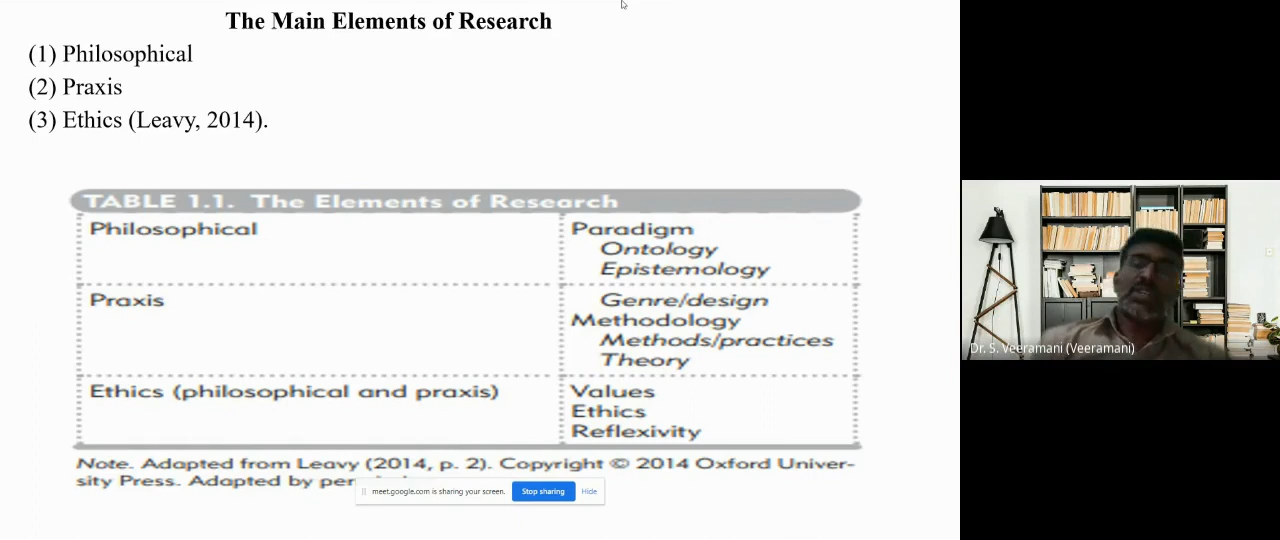 The Main Elements of Research
(1) Philosophical
(2) Praxis
(3) Ethics (Leavy, 2014).
TABLE 1.1. The Elements of Research
Philosophical
Paradigm
Ontology
Epistemology
Praxis
Genre/design
Methodology
Methods/practices
Theory
Ethics (philosophical and praxis)
Values
Ethics
Reflexivity
Note. Adapted from Leavy (2014, p. 2). Copyright © 2014 Oxford Univer-
sity Press. Adapted by
meet.google.com is sharing your screen. Stop sharing Hide
Dr. S. Veeramani (Veeramani)